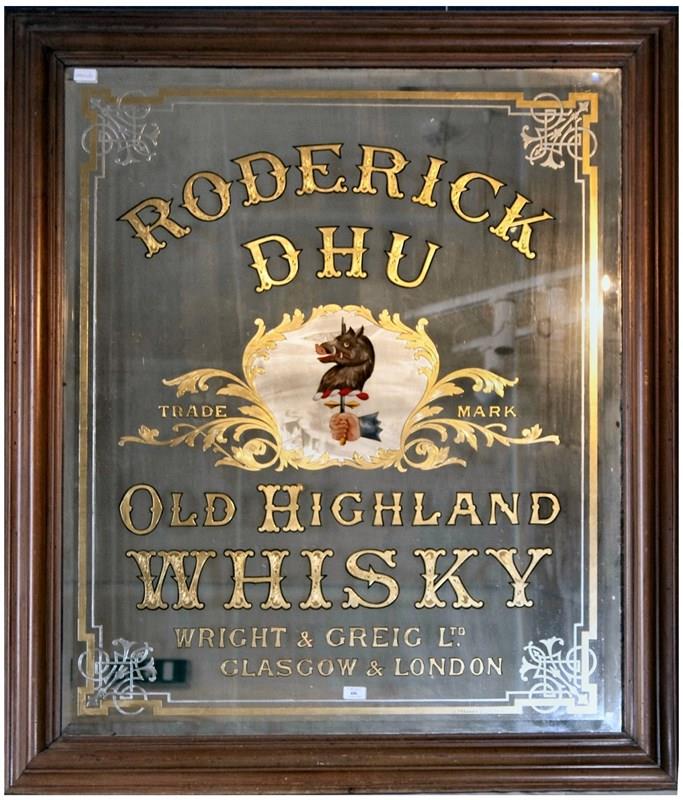 RODERICK
DHU
TRADE MARK
OLD HIGHLAND
WHISKY
WRIGHT & GREIG LTD.
GLASGOW & LONDON